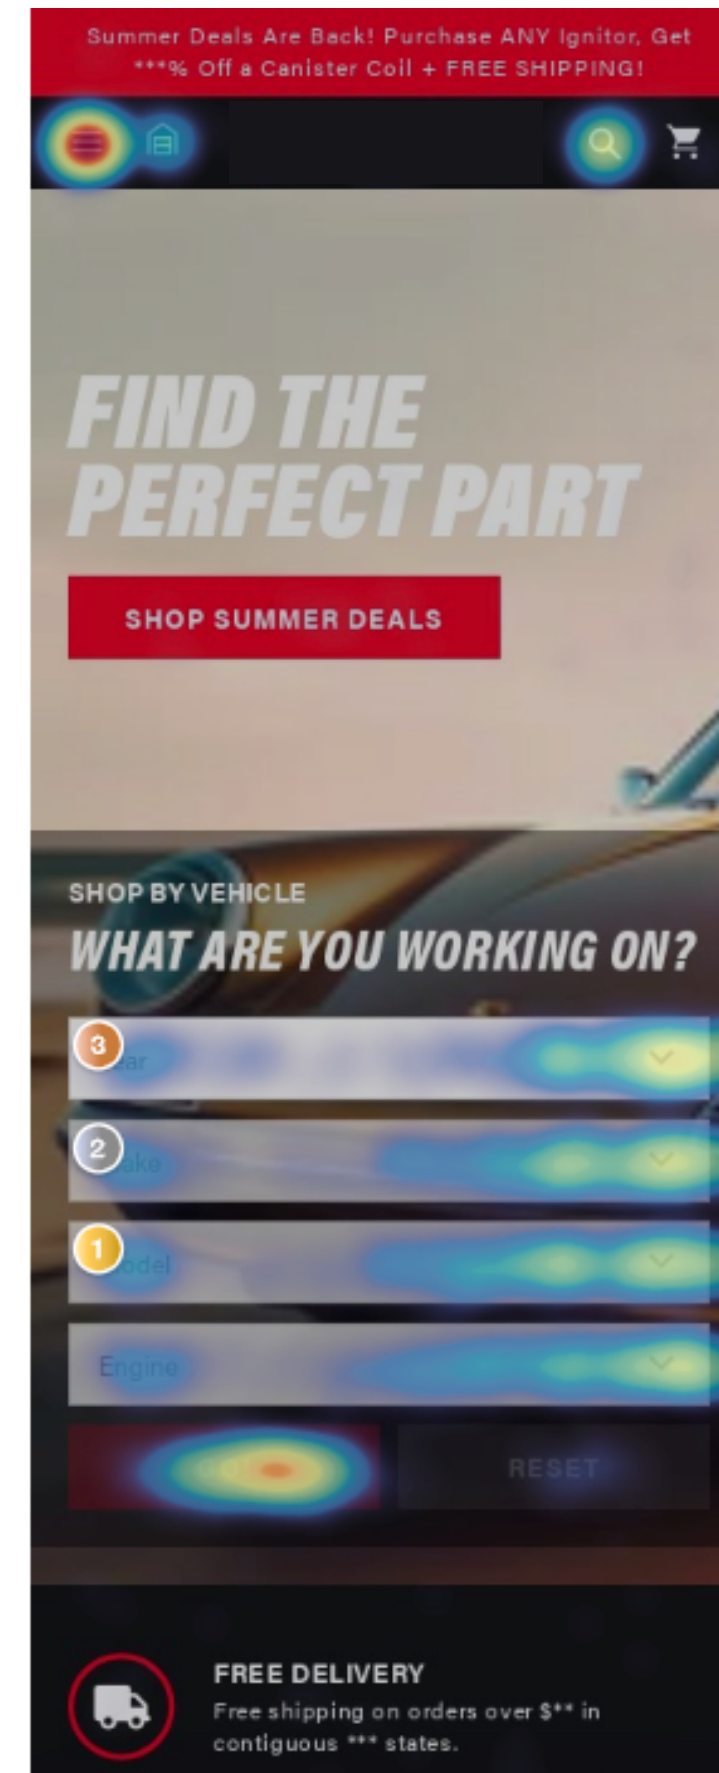 Summer Deals Are Back! Purchase ANY Ignitor, Get
***% Off a Canister Coil + FREE SHIPPING!
FIND THE
PERFECT PART
SHOP SUMMER DEALS
SHOP BY VEHICLE
WHAT ARE YOU WORKING ON?
3
2
1
Engine
RESET
FREE DELIVERY
Free shipping on orders over $** in
contiguous *** states.